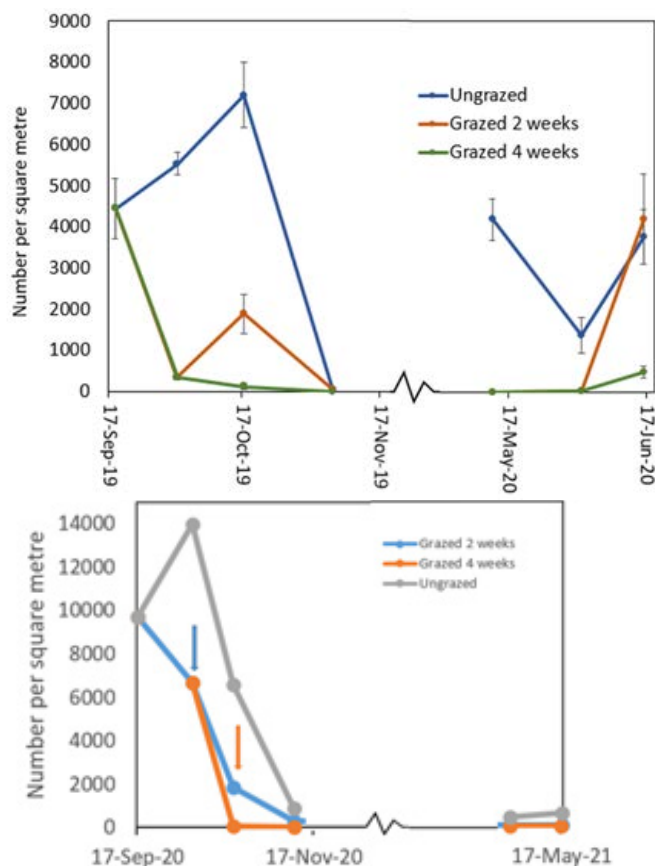 9000
8000
7000
6000
5000
4000
3000
2000
1000
0
Number per square metre
Ungrazed
Grazed 2 weeks
Grazed 4 weeks
17-Sep-19
17-Oct-19
17-Nov-19
17-May-20
17-Jun-20
14000
12000
10000
8000
6000
4000
2000
0
Number per square metre
Grazed 2 weeks
Grazed 4 weeks
Ungrazed
17-Sep-20
17-Nov-20
17-May-21